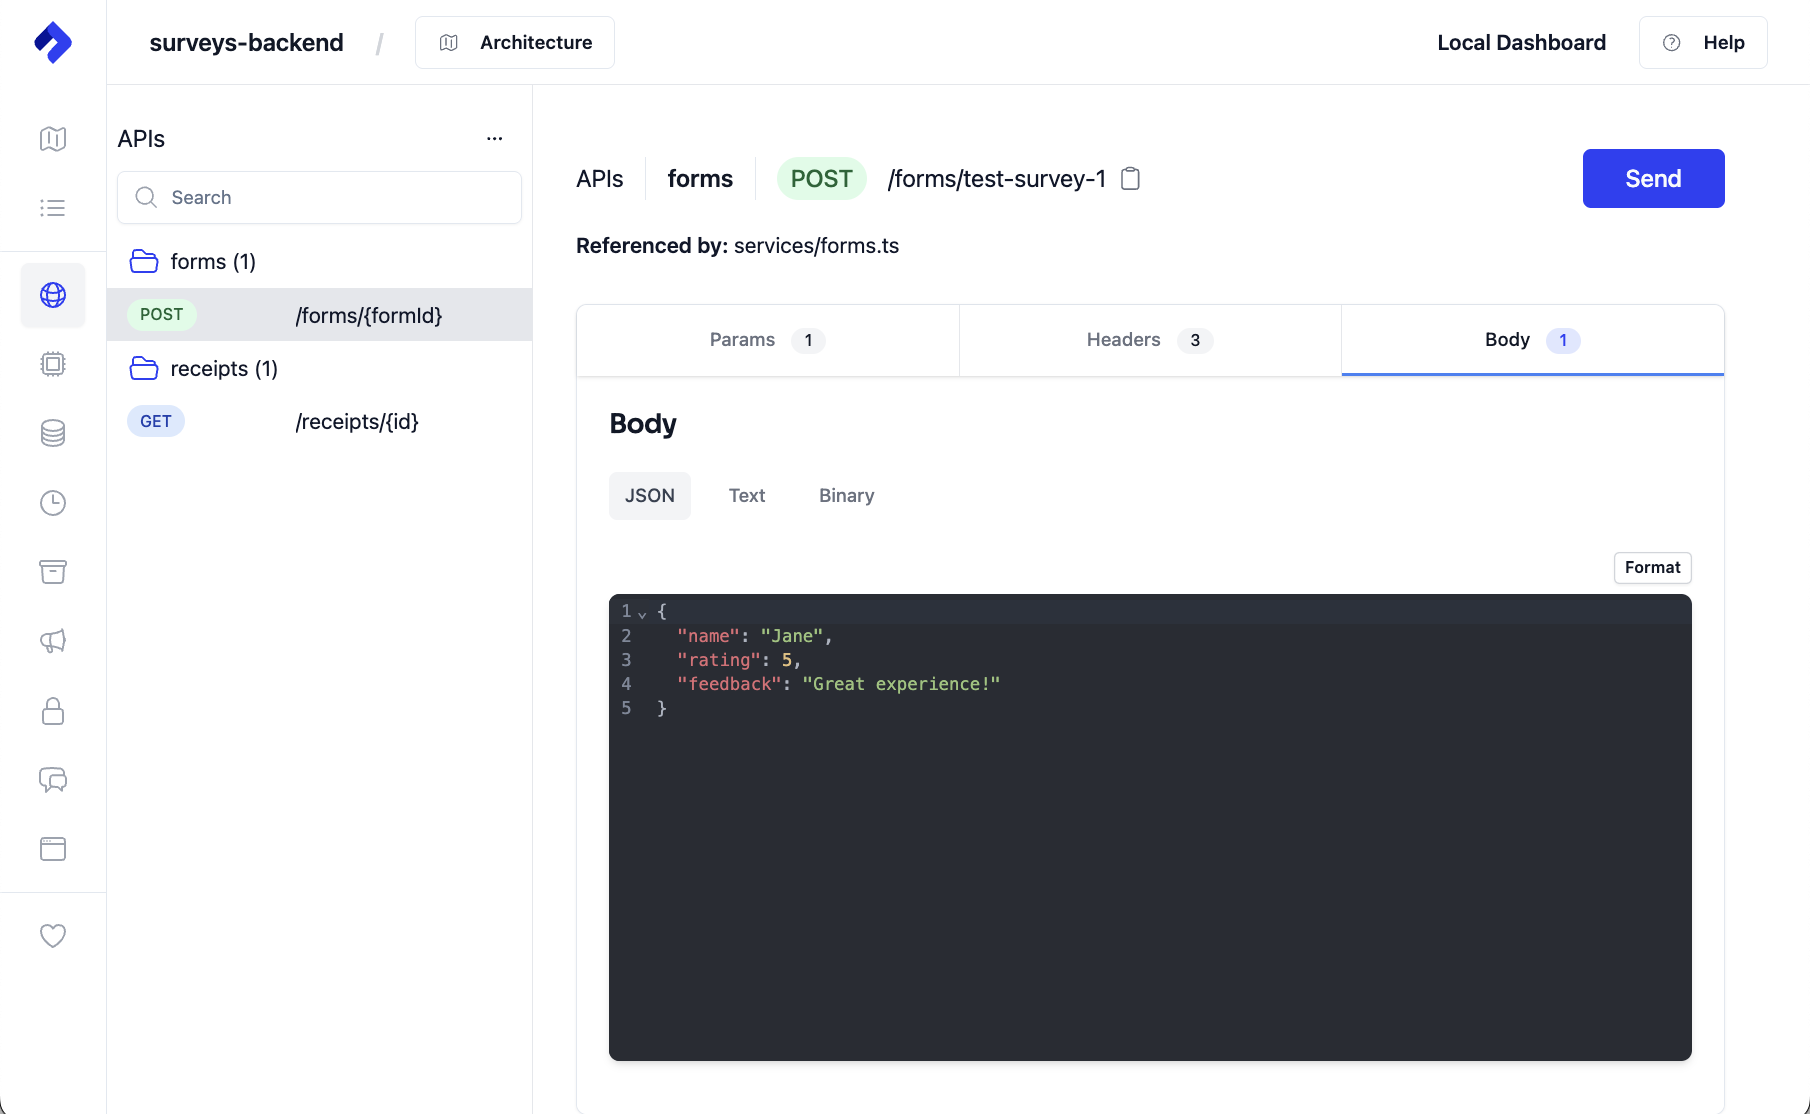 surveys-backend / Architecture
Local Dashboard Help
APIs ...
Search
forms (1)
POST /forms/{formId}
receipts (1)
GET /receipts/{id}
APIs forms POST /forms/test-survey-1
Send
Referenced by: services/forms.ts
Params 1 Headers 3 Body 1
Body
JSON Text Binary
Format
1 {
2 "name": "Jane",
3 "rating": 5,
4 "feedback": "Great experience!"
5 }